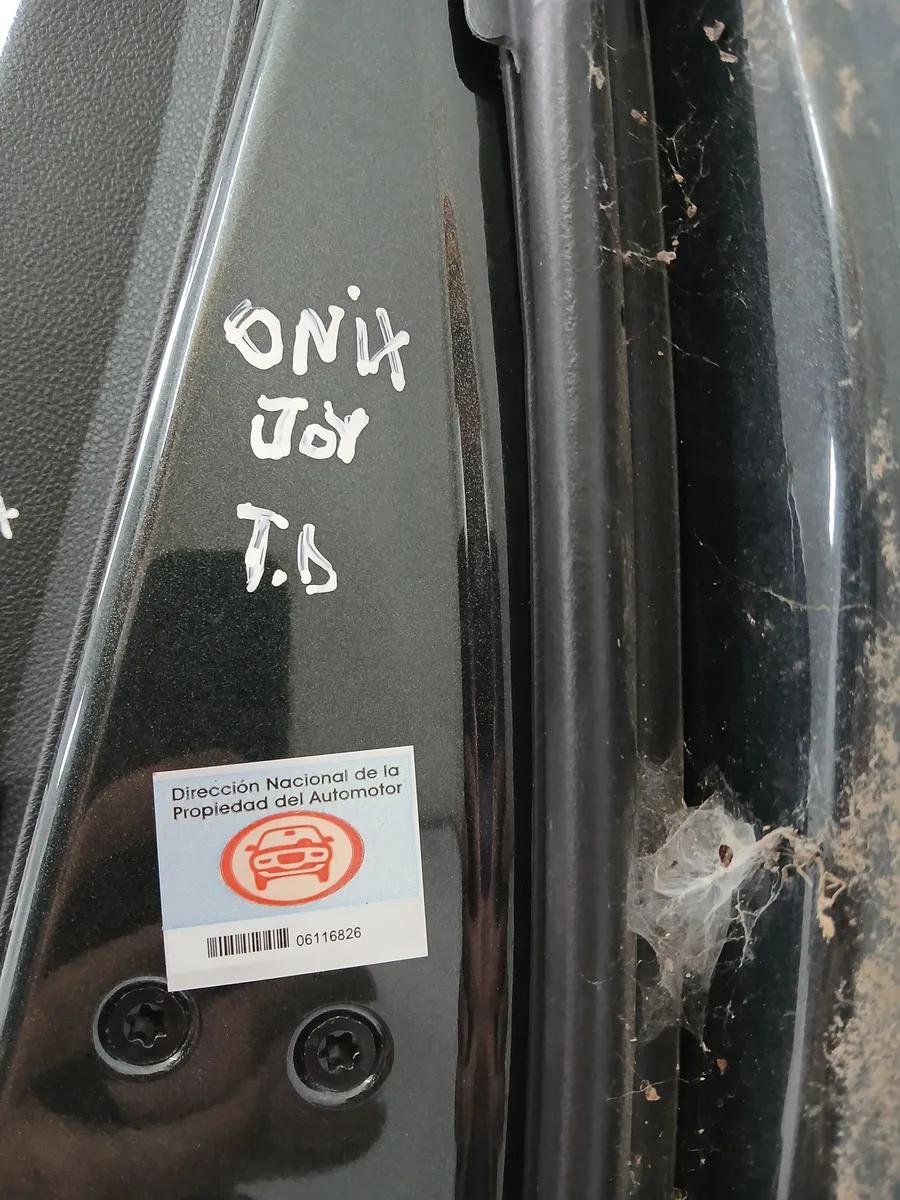 ONiX
JOY
T.D
Dirección Nacional de la
Propiedad del Automotor
06116826